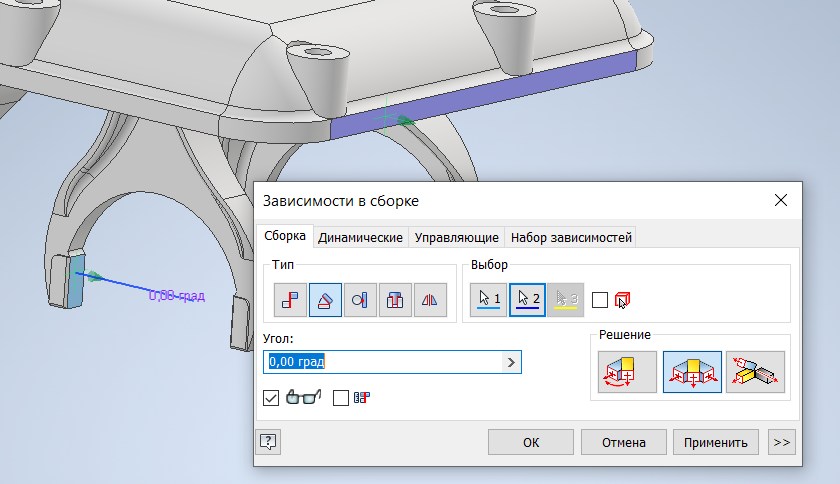 Зависимости в сборке
Сборка Динамические Управляющие Набор зависимостей
Тип
Выбор
1 2 3
0,00 град
Угол:
0,00 град
>
Решение
?
ОК Отмена Применить >>